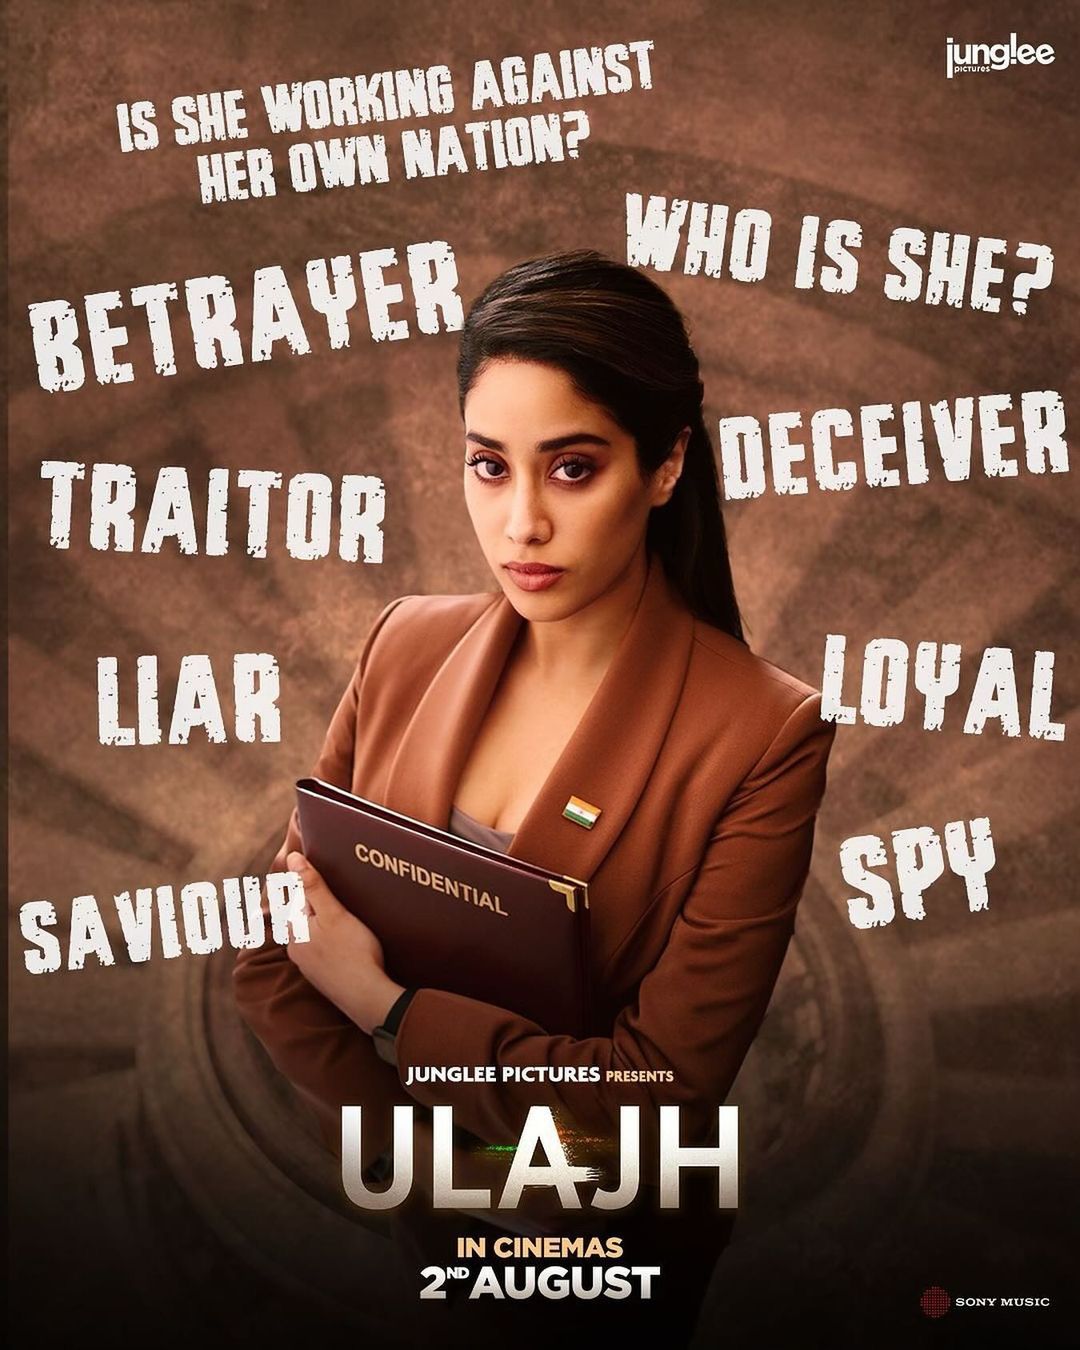 junglee
PICTURES
IS SHE WORKING AGAINST
HER OWN NATION?
WHO IS SHE?
BETRAYER
DECEIVER
TRAITOR
LIAR
LOYAL
SPY
SAVIOUR
CONFIDENTIAL
JUNGLEE PICTURES PRESENTS
ULAJH
IN CINEMAS
2ND AUGUST
SONY MUSIC